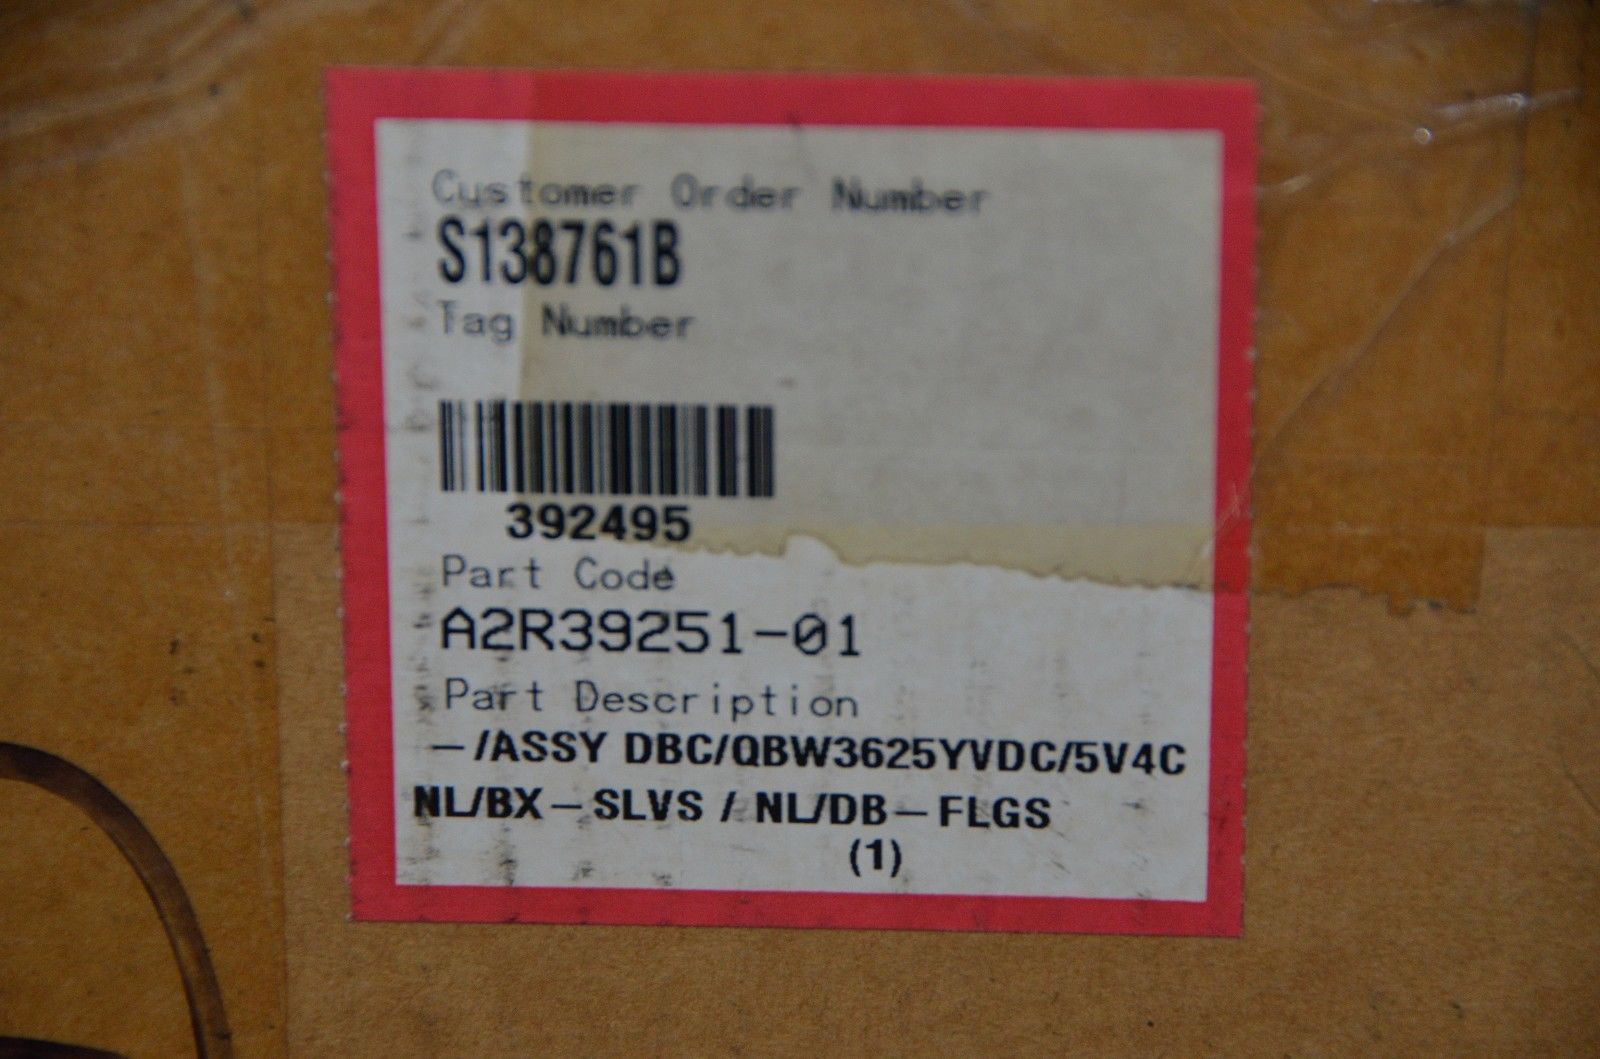 Customer Order Number
S138761B
Tag Number
392495
Part Code
A2R39251-01
Part Description
-/ASSY DBC/QBW3625YVDC/5V4C
NL/BX-SLVS / NL/DB-FLGS
(1)